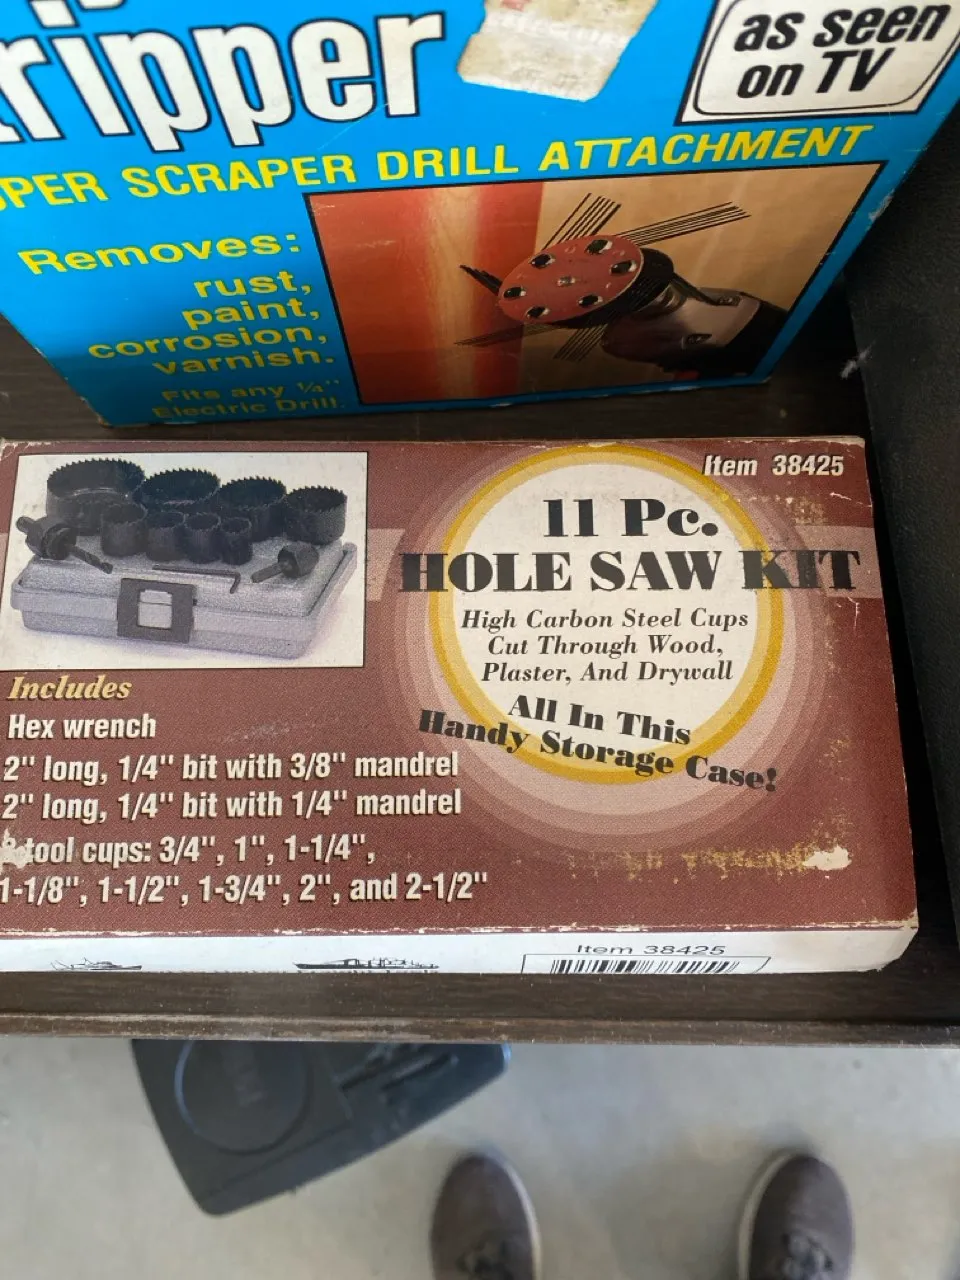 as seen
on TV
SCRAPER DRILL ATTACHMENT
Removes:
rust,
paint,
corrosion,
varnish.
Fits any 1/4"
Electric Drill.
Item 38425
11 Pc.
HOLE SAW KIT
High Carbon Steel Cups
Cut Through Wood,
Plaster, And Drywall
All In This
Handy Storage Case!
Includes
Hex wrench
2" long, 1/4" bit with 3/8" mandrel
2" long, 1/4" bit with 1/4" mandrel
tool cups: 3/4", 1", 1-1/4",
1-1/8", 1-1/2", 1-3/4", 2", and 2-1/2"
Item 38425